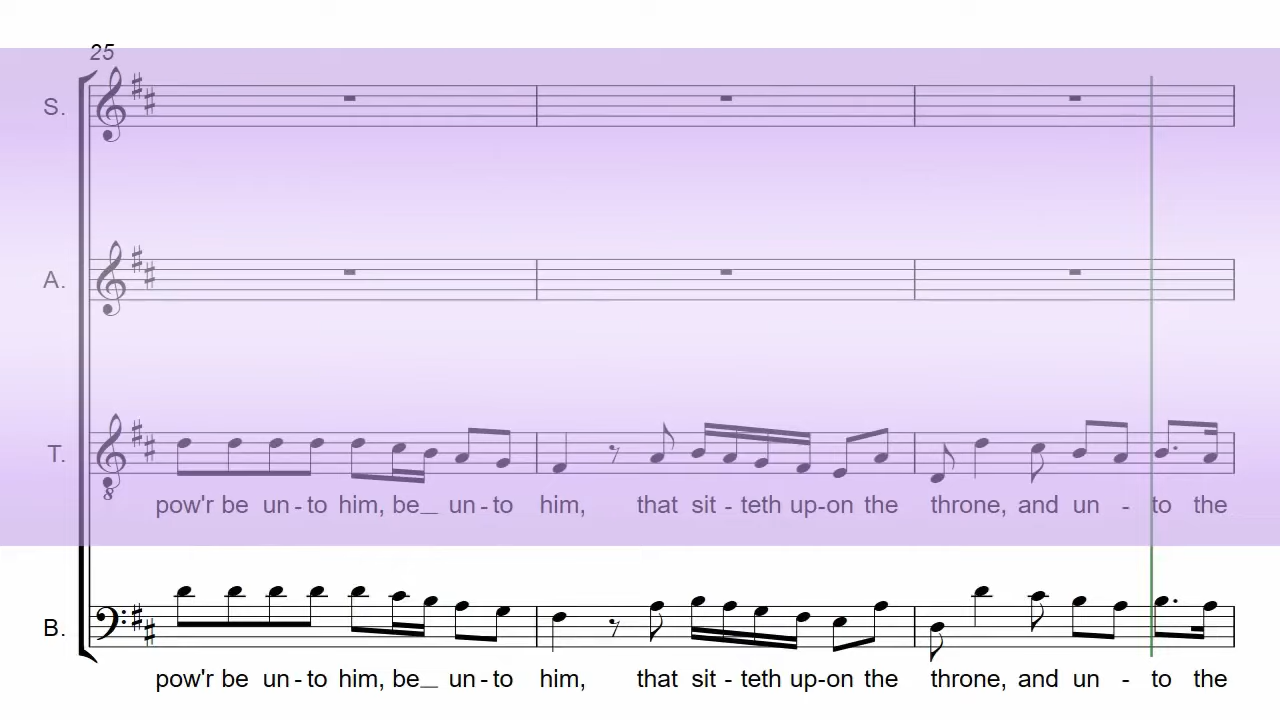 25
S.
A.
T.
8
pow'r be un - to him, be_ un - to him, that sit - teth up-on the throne, and un - to the
B.
pow'r be un - to him, be_ un - to him, that sit - teth up-on the throne, and un - to the